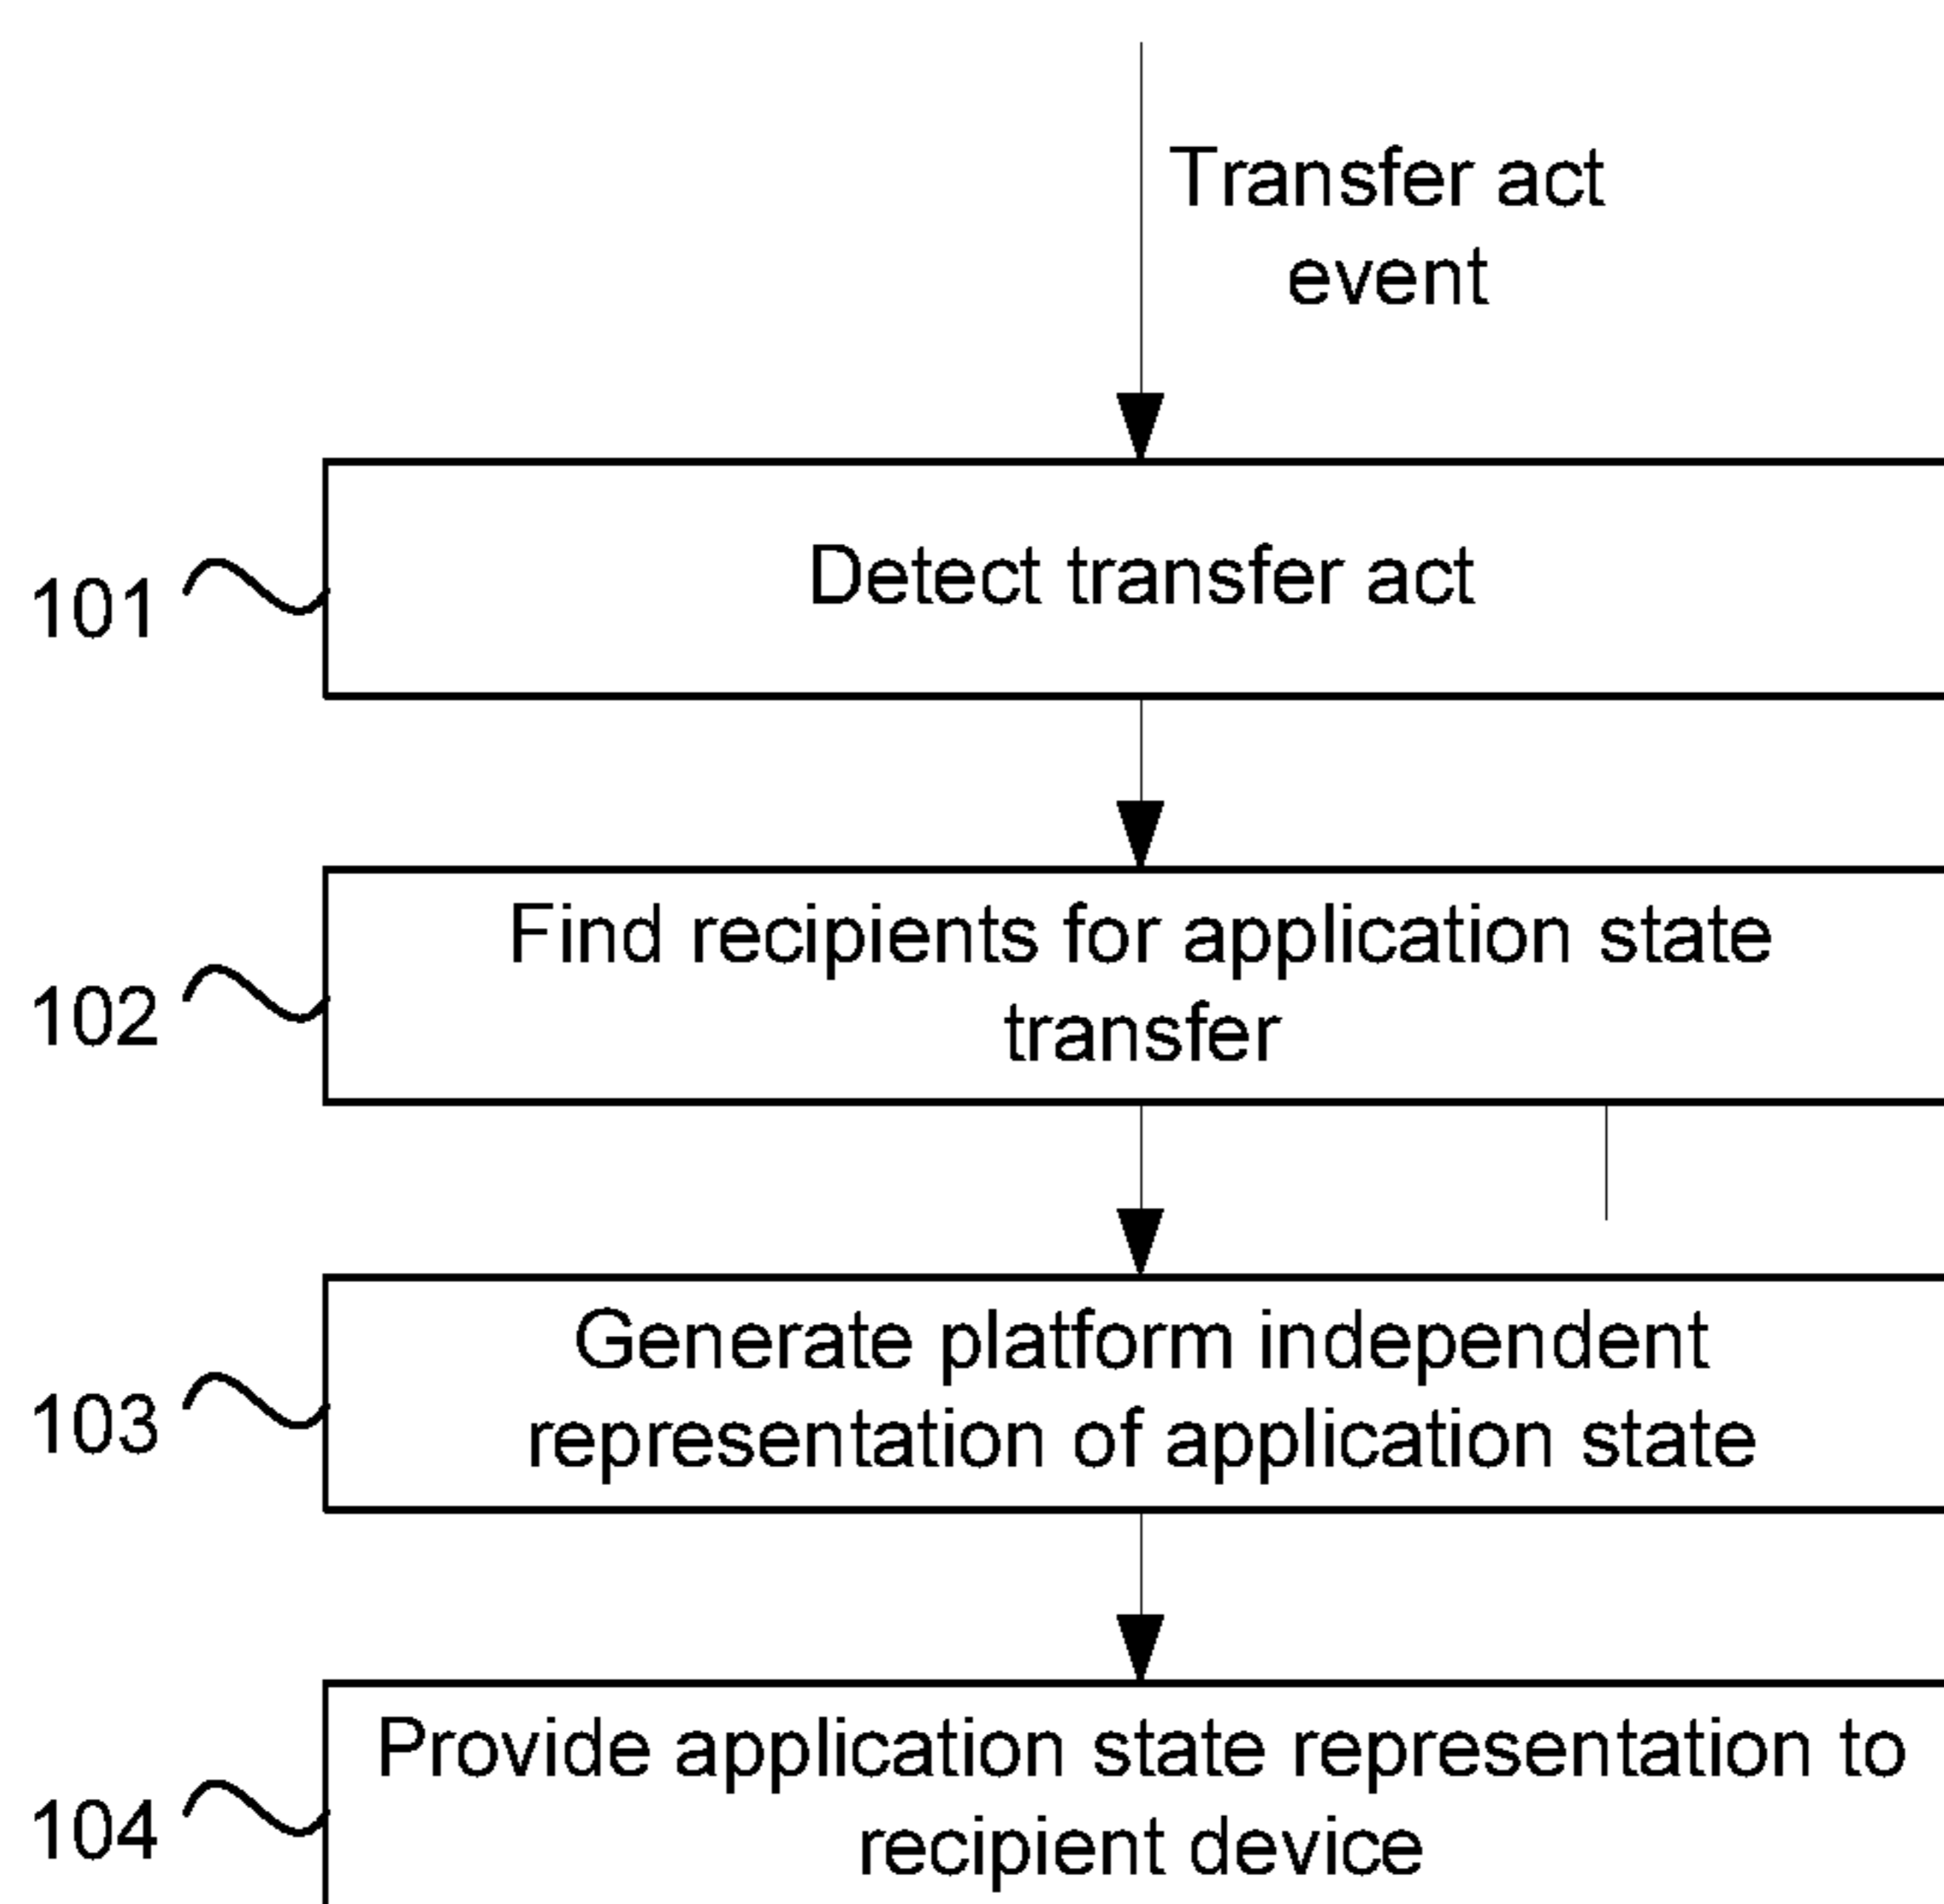 Transfer act
event
Detect transfer act
101
Find recipients for application state
transfer
102
Generate platform independent
representation of application state
103
Provide application state representation to
recipient device
104